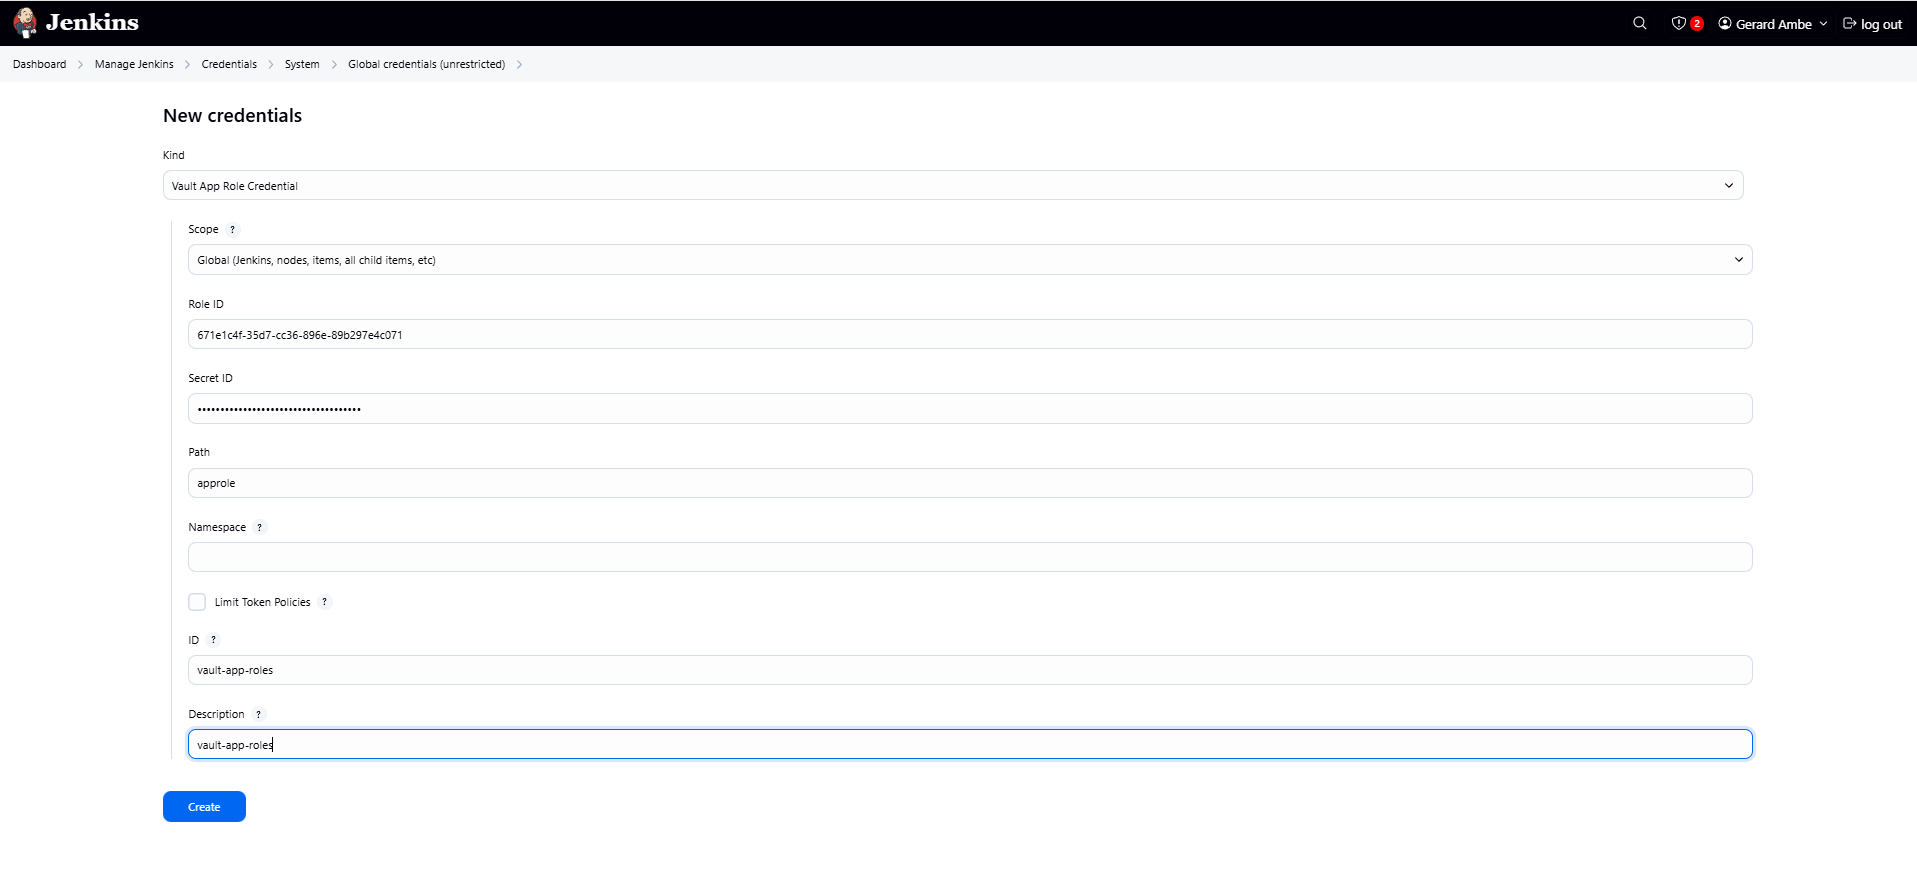 Jenkins
2
Gerard Ambe
log out
Dashboard
Manage Jenkins
Credentials
System
Global credentials (unrestricted)
New credentials
Kind
Vault App Role Credential
Scope ?
Global (Jenkins, nodes, items, all child items, etc)
Role ID
671e1c4f-35d7-cc36-896e-89b297e4c071
Secret ID
••••••••••••••••••••••••••••••••••••
Path
approle
Namespace ?
Limit Token Policies ?
ID ?
vault-app-roles
Description ?
vault-app-roles
Create